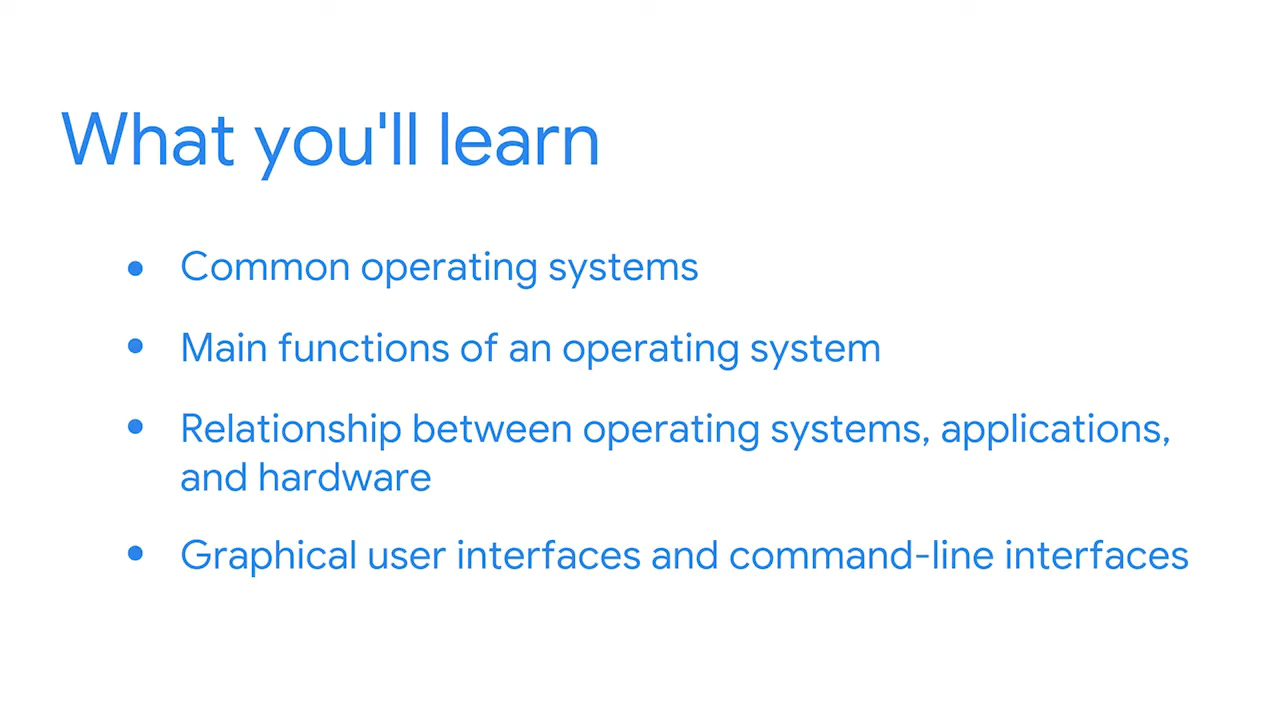 What you'll learn
• Common operating systems
• Main functions of an operating system
• Relationship between operating systems, applications,
and hardware
• Graphical user interfaces and command-line interfaces